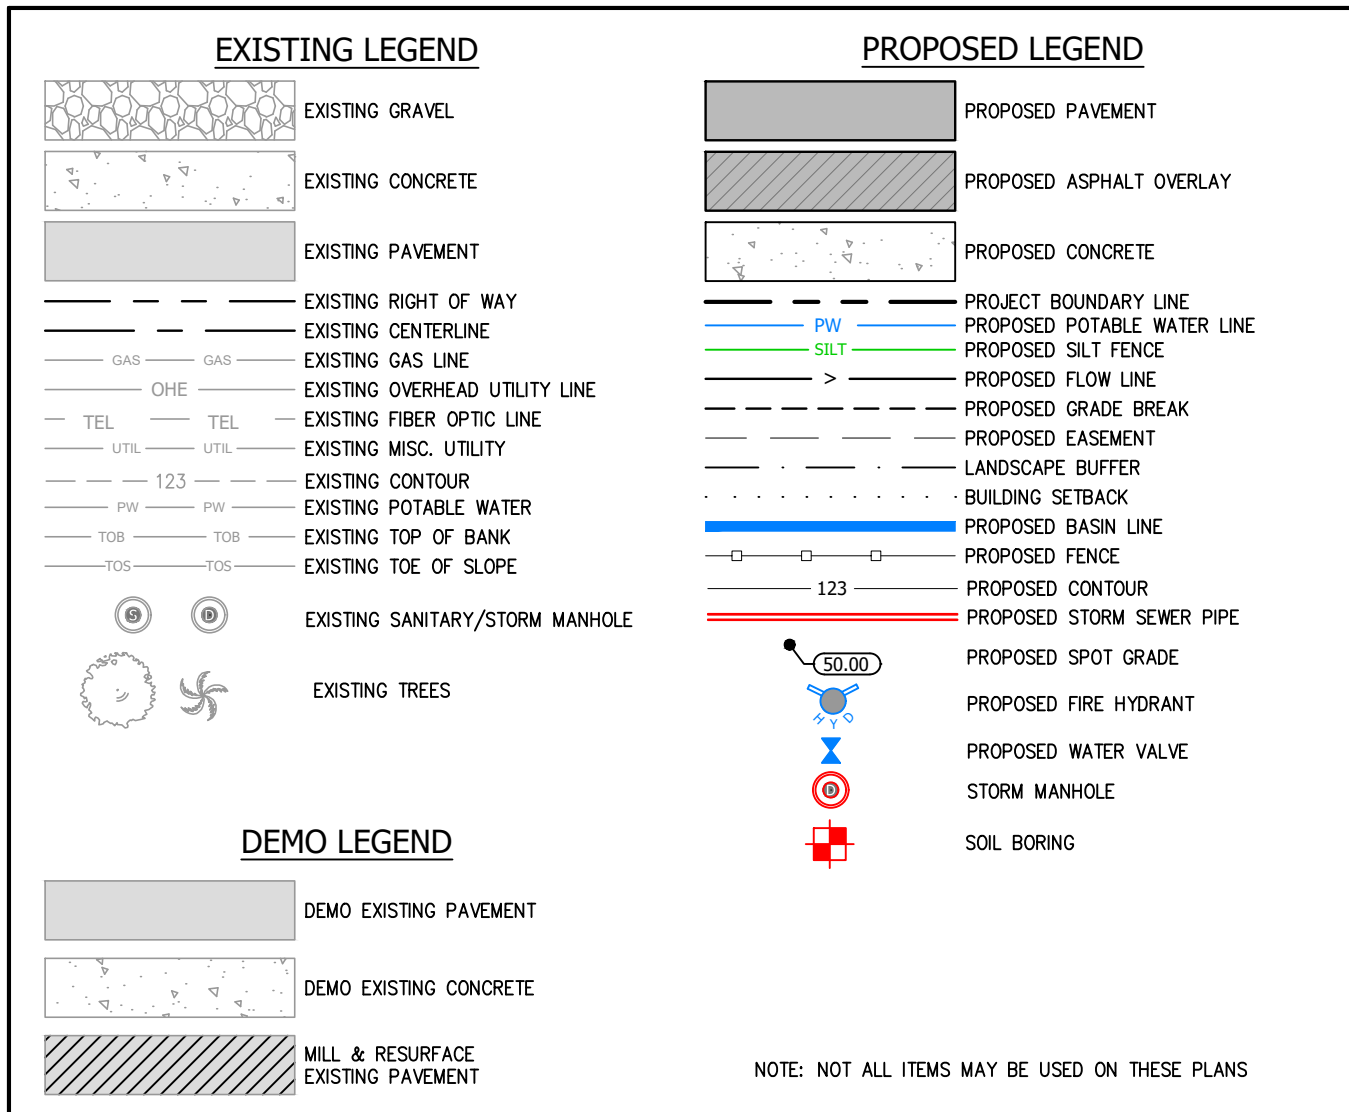 EXISTING LEGEND
EXISTING GRAVEL
EXISTING CONCRETE
EXISTING PAVEMENT
EXISTING RIGHT OF WAY
EXISTING CENTERLINE
GAS GAS EXISTING GAS LINE
OHE EXISTING OVERHEAD UTILITY LINE
TEL TEL EXISTING FIBER OPTIC LINE
UTIL UTIL EXISTING MISC. UTILITY
123 EXISTING CONTOUR
PW PW EXISTING POTABLE WATER
TOB TOB EXISTING TOP OF BANK
TOS TOS EXISTING TOE OF SLOPE
S D EXISTING SANITARY/STORM MANHOLE
EXISTING TREES
DEMO LEGEND
DEMO EXISTING PAVEMENT
DEMO EXISTING CONCRETE
MILL & RESURFACE
EXISTING PAVEMENT
PROPOSED LEGEND
PROPOSED PAVEMENT
PROPOSED ASPHALT OVERLAY
PROPOSED CONCRETE
PROJECT BOUNDARY LINE
PW PROPOSED POTABLE WATER LINE
SILT PROPOSED SILT FENCE
> PROPOSED FLOW LINE
PROPOSED GRADE BREAK
PROPOSED EASEMENT
LANDSCAPE BUFFER
BUILDING SETBACK
PROPOSED BASIN LINE
PROPOSED FENCE
123 PROPOSED CONTOUR
PROPOSED STORM SEWER PIPE
50.00 PROPOSED SPOT GRADE
HYD PROPOSED FIRE HYDRANT
PROPOSED WATER VALVE
D STORM MANHOLE
SOIL BORING
NOTE: NOT ALL ITEMS MAY BE USED ON THESE PLANS